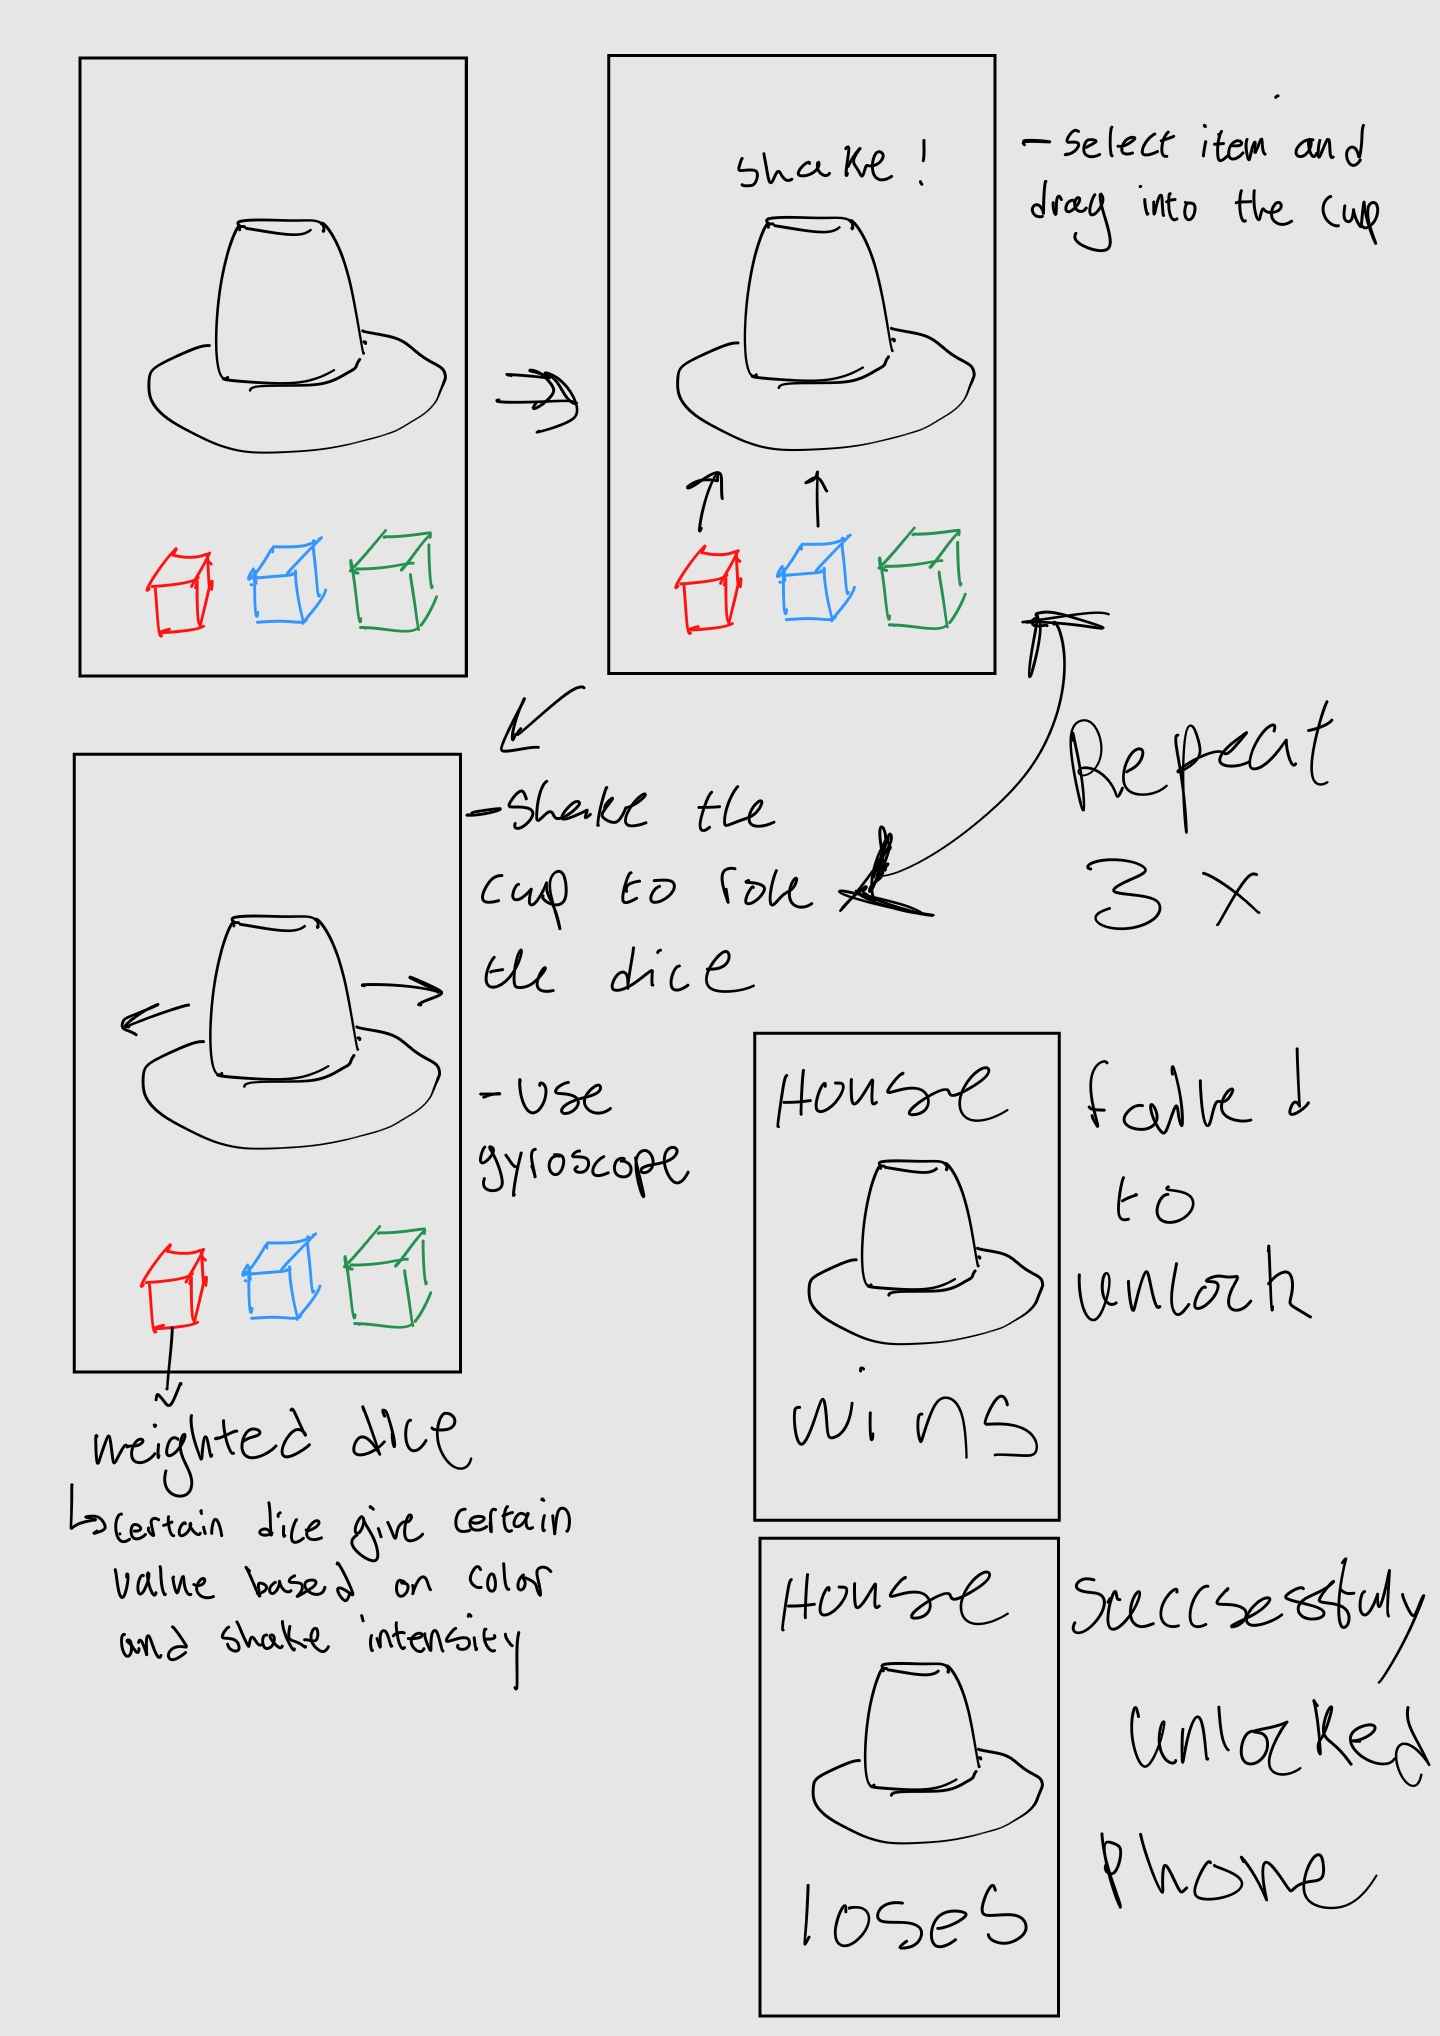 shake!
- select item and
drag into the cup
Repeat
3 x
- shake the
cup to role
the dice
- use
gyroscope
weighted dice
↳ certain dice give certain
value based on color
and shake intensity
House
wins
failed
to
unlock
House
loses
Succsessfuly
unlocked
phone